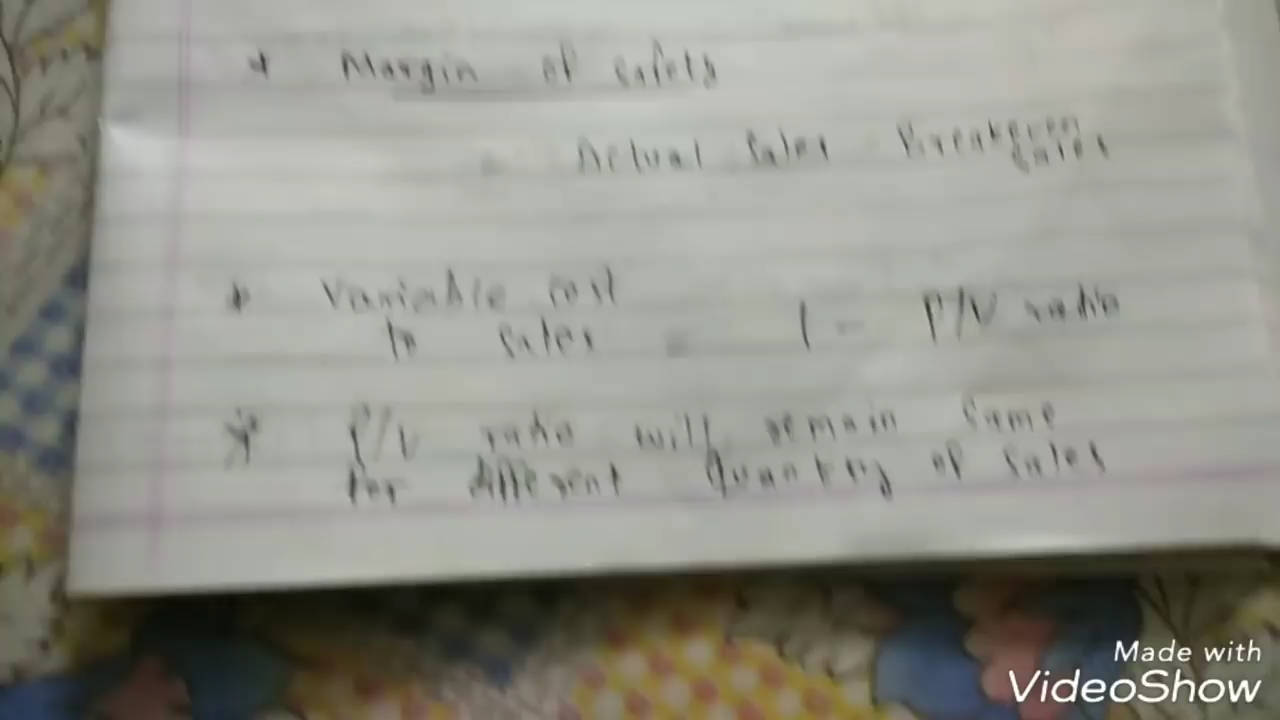 * Margin of Safety
= Actual Sales - Breakeven
Sales
* Variable cost
to sales = 1 - P/V ratio
* P/V ratio will remain same
for different quantity of sales
Made with
VideoShow